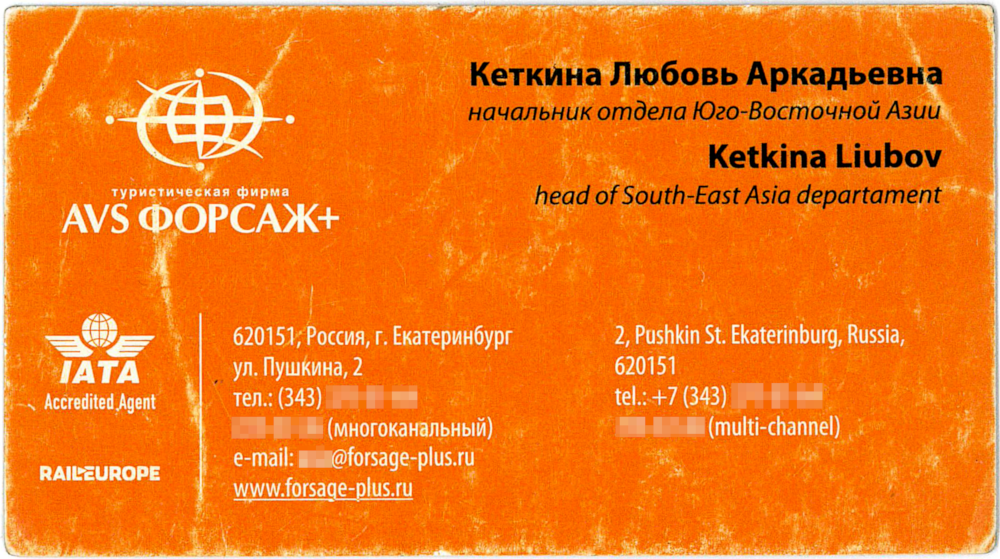 Кеткина Любовь Аркадьевна
начальник отдела Юго-Восточной Азии
Ketkina Liubov
head of South-East Asia departament
туристическая фирма
AVS ФОРСАЖ+
IATA
Accredited Agent
RAILEUROPE
620151, Россия, г. Екатеринбург
ул. Пушкина, 2
тел.: (343)
(многоканальный)
e-mail: @forsage-plus.ru
www.forsage-plus.ru
2, Pushkin St. Ekaterinburg, Russia,
620151
tel.: +7 (343)
(multi-channel)